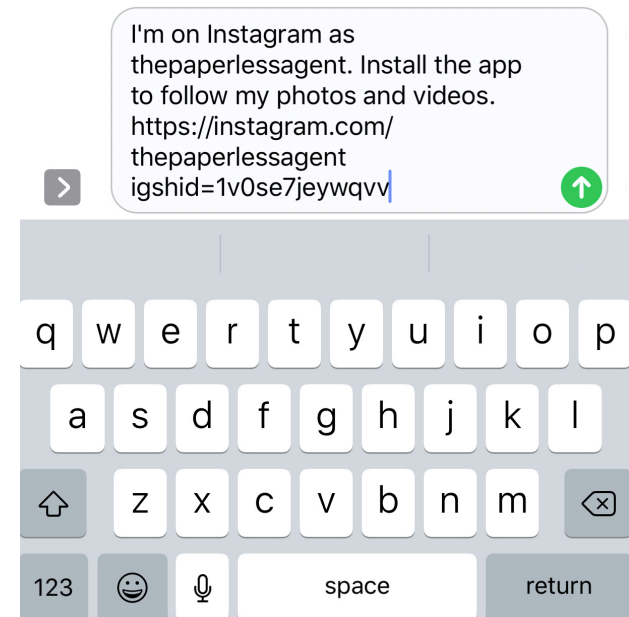 I'm on Instagram as
thepaperlessagent. Install the app
to follow my photos and videos.
https://instagram.com/
thepaperlessagent
igshid=1v0se7jeywqvv
q w e r t y u i o p
a s d f g h j k l
z x c v b n m
123 space return